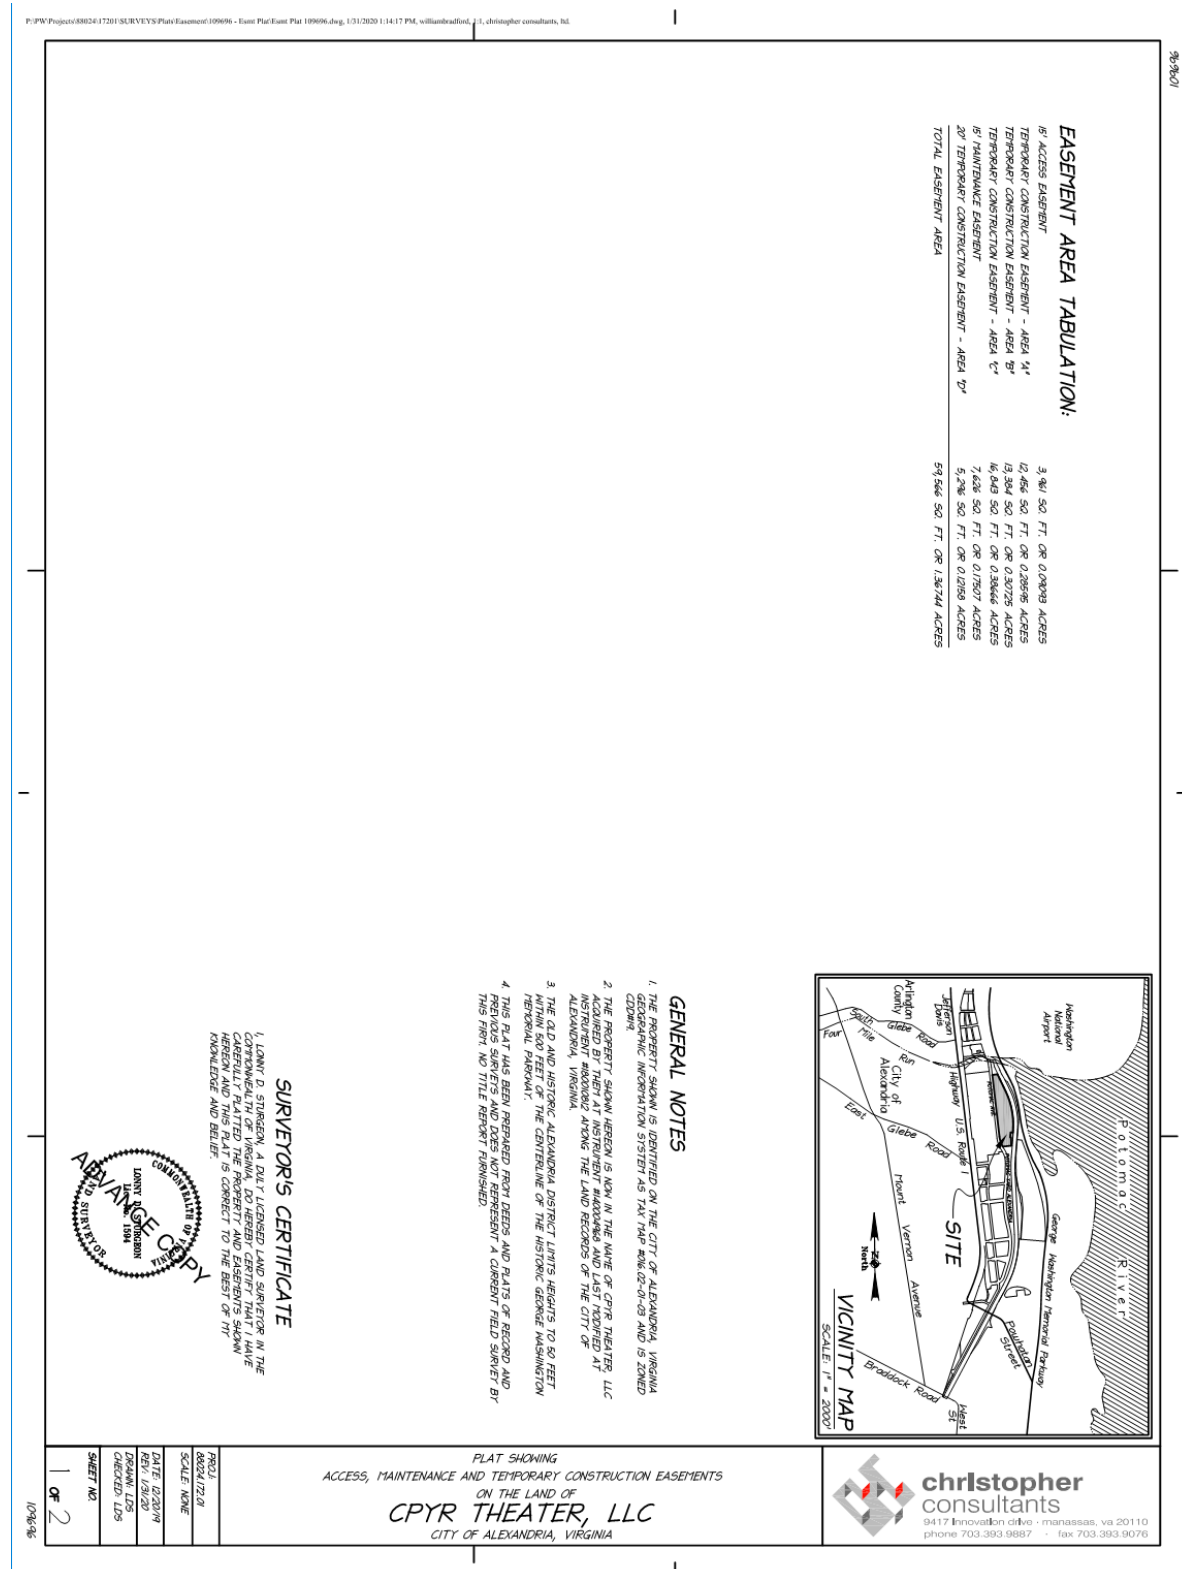 P:\PW\Projects\88024\17201\SURVEYS\Plats\Easement\109696 - Esmt Plat\Esmt Plat 109696.dwg, 1/31/2020 1:14:17 PM, williambradford, 1:1, christopher consultants, ltd.
109696
EASEMENT AREA TABULATION:
15' ACCESS EASEMENT 3,961 SQ. FT. OR 0.09093 ACRES
TEMPORARY CONSTRUCTION EASEMENT - AREA "A" 12,456 SQ. FT. OR 0.28595 ACRES
TEMPORARY CONSTRUCTION EASEMENT - AREA "B" 13,384 SQ. FT. OR 0.30725 ACRES
TEMPORARY CONSTRUCTION EASEMENT - AREA "C" 16,843 SQ. FT. OR 0.38666 ACRES
15' MAINTENANCE EASEMENT 7,626 SQ. FT. OR 0.17507 ACRES
20' TEMPORARY CONSTRUCTION EASEMENT - AREA "D" 5,296 SQ. FT. OR 0.12158 ACRES
TOTAL EASEMENT AREA 59,566 SQ. FT. OR 1.36744 ACRES
Potomac River
Washington
National
Airport
George Washington Memorial Parkway
Jefferson
Davis
Highway U.S. Route 1
Arlington
County
South Glebe Road
Four Mile Run
City of
Alexandria
East Glebe Road
Mount Vernon Avenue
Powhatan
Street
West
St
Braddock Road
SITE
North
VICINITY MAP
SCALE: 1" = 2000'
GENERAL NOTES
1. THE PROPERTY SHOWN IS IDENTIFIED ON THE CITY OF ALEXANDRIA, VIRGINIA
GEOGRAPHIC INFORMATION SYSTEM AS TAX MAP #016.02-01-03 AND IS ZONED
CDD#19.
2. THE PROPERTY SHOWN HEREON IS NOW IN THE NAME OF CPYR THEATER, LLC
ACQUIRED BY THEM AT INSTRUMENT #140004968 AND LAST MODIFIED AT
INSTRUMENT #180010812 AMONG THE LAND RECORDS OF THE CITY OF
ALEXANDRIA, VIRGINIA.
3. THE OLD AND HISTORIC ALEXANDRIA DISTRICT LIMITS HEIGHTS TO 50 FEET
WITHIN 500 FEET OF THE CENTERLINE OF THE HISTORIC GEORGE WASHINGTON
MEMORIAL PARKWAY.
4. THIS PLAT HAS BEEN PREPARED FROM DEEDS AND PLATS OF RECORD AND
PREVIOUS SURVEYS AND DOES NOT REPRESENT A CURRENT FIELD SURVEY BY
THIS FIRM. NO TITLE REPORT FURNISHED.
SURVEYOR'S CERTIFICATE
I, LONNY D. STURGEON, A DULY LICENSED LAND SURVEYOR IN THE
COMMONWEALTH OF VIRGINIA, DO HEREBY CERTIFY THAT I HAVE
CAREFULLY PLATTED THE PROPERTY AND EASEMENTS SHOWN
HEREON AND THIS PLAT IS CORRECT TO THE BEST OF MY
KNOWLEDGE AND BELIEF.
COMMONWEALTH OF VIRGINIA
LONNY D. STURGEON
1594
SURVEYOR
ADVANCE COPY
christopher
consultants
9417 innovation drive · manassas, va 20110
phone 703.393.9887 · fax 703.393.9076
PLAT SHOWING
ACCESS, MAINTENANCE AND TEMPORARY CONSTRUCTION EASEMENTS
ON THE LAND OF
CPYR THEATER, LLC
CITY OF ALEXANDRIA, VIRGINIA
PROJ.:
88024.172.01
SCALE: NONE
DATE: 12/20/19
REV: 1/31/20
DRAWN: LDS
CHECKED: LDS
SHEET NO.
1 OF 2
109696